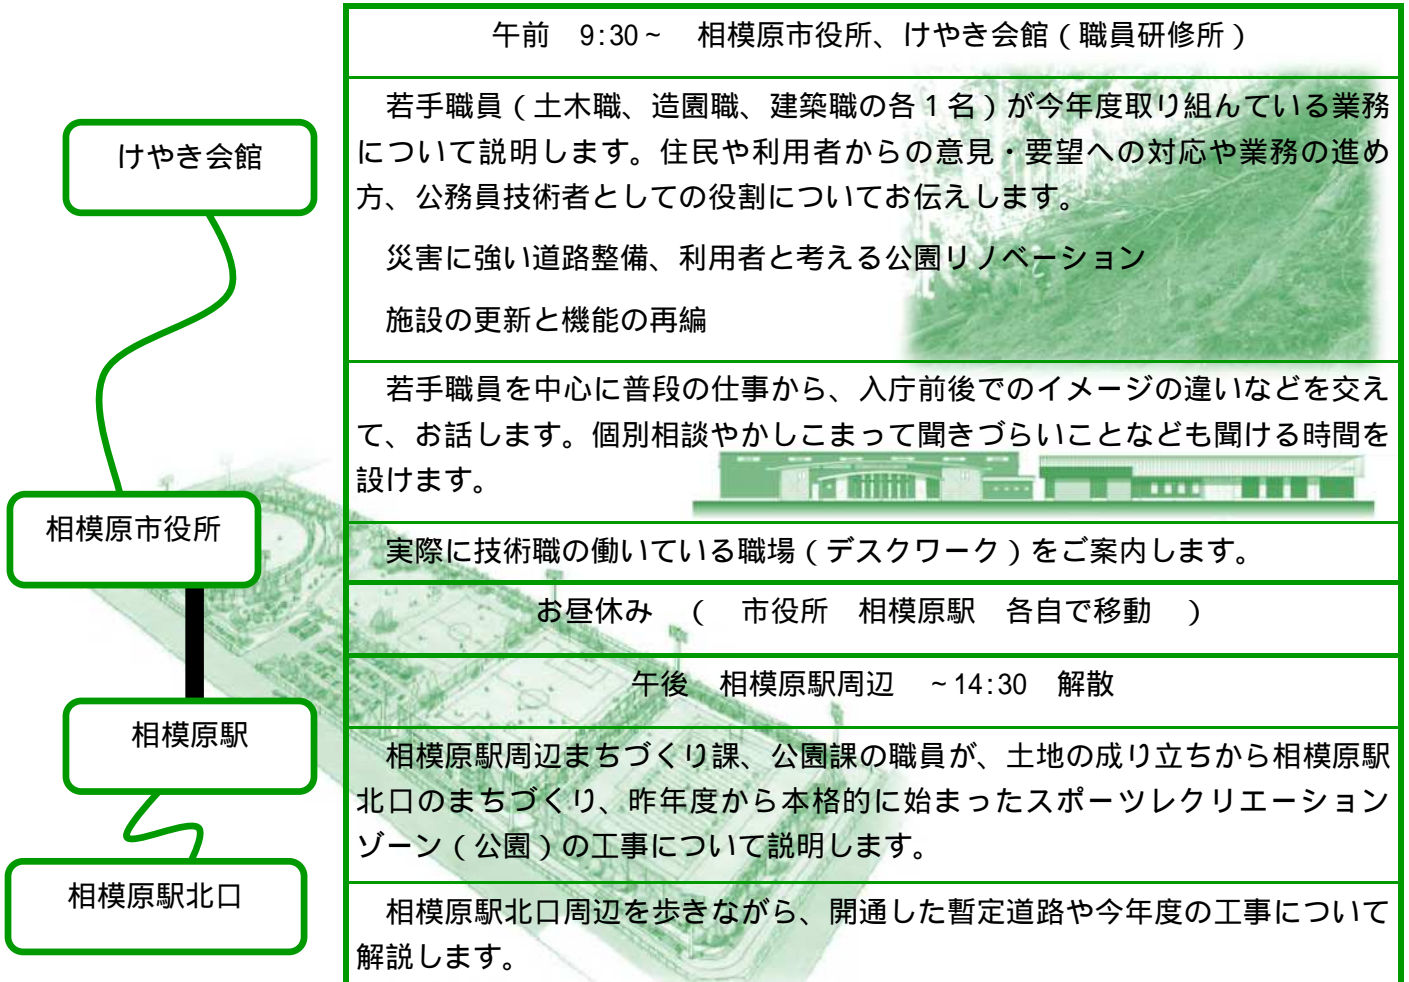 けやき会館
相模原市役所
相模原駅
相模原駅北口
午前　9:30～　相模原市役所、けやき会館（職員研修所）
若手職員（土木職、造園職、建築職の各１名）が今年度取り組んている業務
について説明します。住民や利用者からの意見・要望への対応や業務の進め
方、公務員技術者としての役割についてお伝えします。
災害に強い道路整備、利用者と考える公園リノベーション
施設の更新と機能の再編
若手職員を中心に普段の仕事から、入庁前後でのイメージの違いなどを交え
て、お話します。個別相談やかしこまって聞きづらいことなども聞ける時間を
設けます。
実際に技術職の働いている職場（デスクワーク）をご案内します。
お昼休み　（　市役所　相模原駅　各自で移動　）
午後　相模原駅周辺　～14:30　解散
相模原駅周辺まちづくり課、公園課の職員が、土地の成り立ちから相模原駅
北口のまちづくり、昨年度から本格的に始まったスポーツレクリエーション
ゾーン（公園）の工事について説明します。
相模原駅北口周辺を歩きながら、開通した暫定道路や今年度の工事について
解説します。